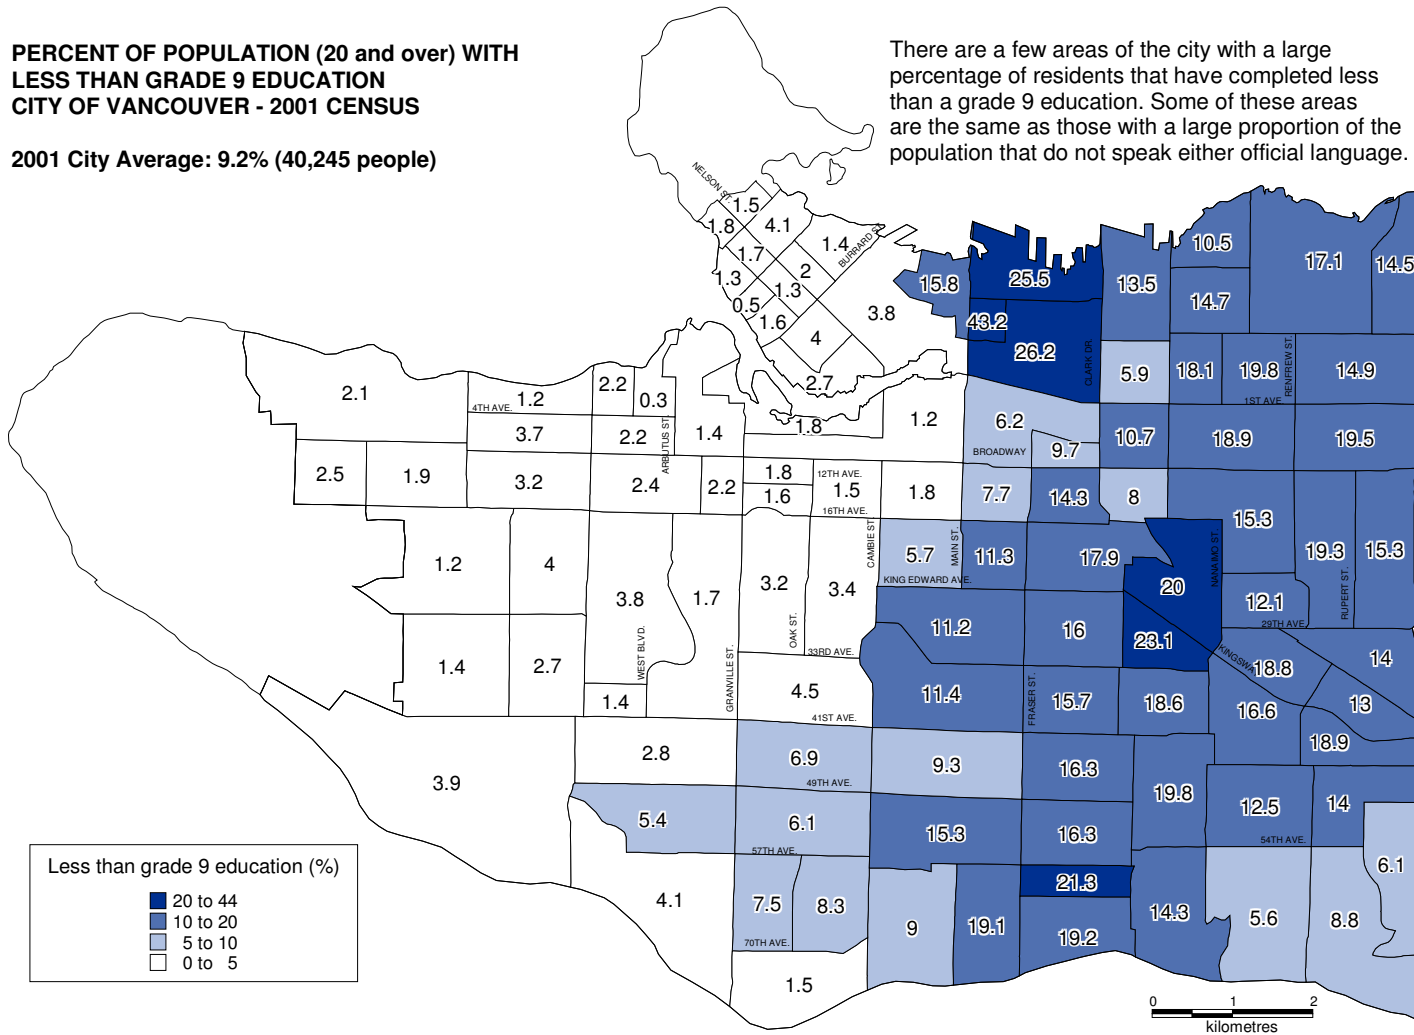 PERCENT OF POPULATION (20 and over) WITH
LESS THAN GRADE 9 EDUCATION
CITY OF VANCOUVER - 2001 CENSUS
2001 City Average: 9.2% (40,245 people)
There are a few areas of the city with a large
percentage of residents that have completed less
than a grade 9 education. Some of these areas
are the same as those with a large proportion of the
population that do not speak either official language.
NELSON ST.
1.5
1.8
4.1
1.4
BURRARD ST.
1.7
2
1.3
1.3
0.5
1.6
4
3.8
2.7
15.8
25.5
43.2
26.2
CLARK DR.
13.5
10.5
14.7
17.1
14.5
5.9
18.1
19.8
RENFREW ST.
14.9
1ST AVE.
2.1
1.2
4TH AVE.
2.2
0.3
3.7
2.2
ARBUTUS ST.
1.4
1.8
1.2
6.2
BROADWAY
9.7
10.7
18.9
19.5
2.5
1.9
3.2
2.4
2.2
1.8
1.6
12TH AVE.
1.5
16TH AVE.
1.8
7.7
14.3
8
15.3
19.3
15.3
1.2
4
3.8
1.7
3.2
3.4
OAK ST.
CAMBIE ST.
5.7
MAIN ST.
KING EDWARD AVE.
11.3
17.9
20
NANAIMO ST.
12.1
29TH AVE.
RUPERT ST.
1.4
2.7
WEST BLVD.
1.4
GRANVILLE ST.
33RD AVE.
4.5
41ST AVE.
11.2
16
23.1
KINGSWAY
18.8
14
11.4
FRASER ST.
15.7
18.6
16.6
13
18.9
3.9
2.8
6.9
49TH AVE.
9.3
16.3
19.8
12.5
54TH AVE.
14
5.4
6.1
57TH AVE.
15.3
16.3
6.1
4.1
7.5
70TH AVE.
8.3
9
19.1
21.3
19.2
14.3
5.6
8.8
1.5
Less than grade 9 education (%)
20 to 44
10 to 20
5 to 10
0 to 5
0 1 2
kilometres